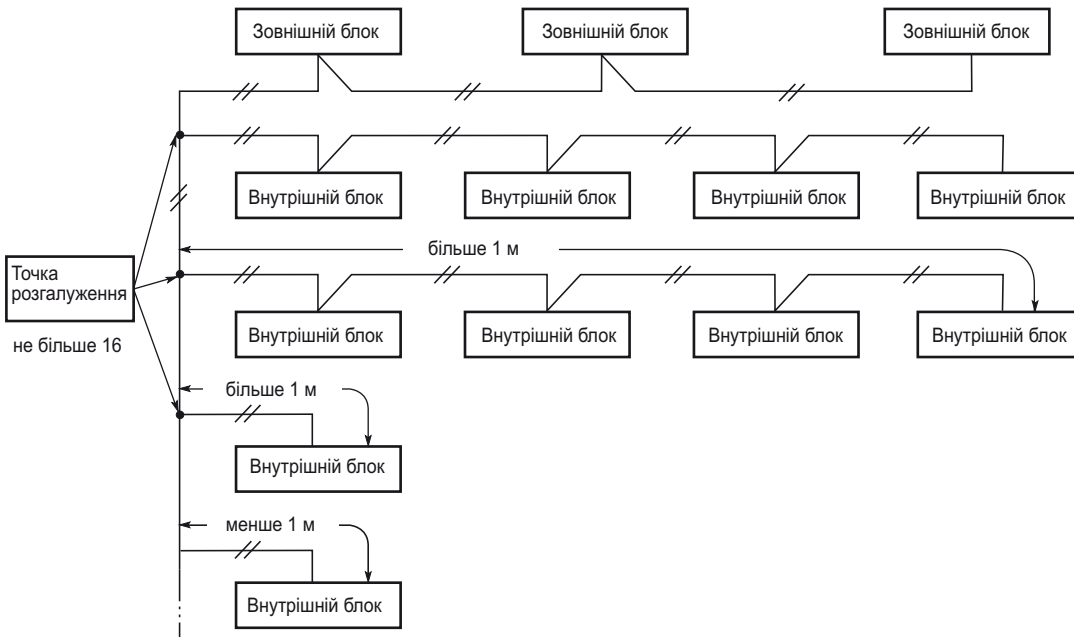 Зовнішній блок
Зовнішній блок
Зовнішній блок
Внутрішній блок
Внутрішній блок
Внутрішній блок
Внутрішній блок
більше 1 м
Точка
розгалуження
не більше 16
Внутрішній блок
Внутрішній блок
Внутрішній блок
Внутрішній блок
більше 1 м
Внутрішній блок
менше 1 м
Внутрішній блок